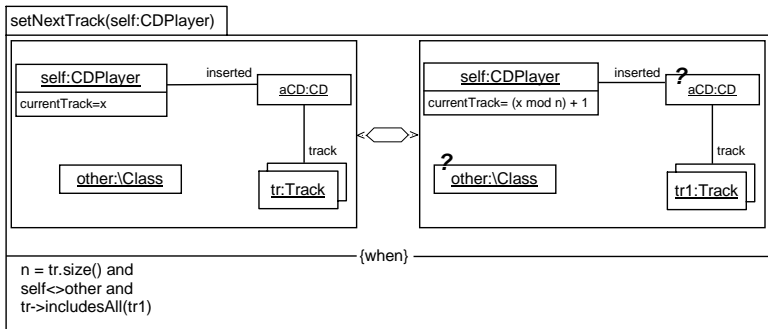 setNextTrack(self:CDPlayer)
self:CDPlayer
currentTrack=x
inserted
aCD:CD
track
other:\Class
tr:Track
self:CDPlayer
currentTrack= (x mod n) + 1
inserted
?
aCD:CD
track
?
other:\Class
tr1:Track
{when}
n = tr.size() and
self<>other and
tr->includesAll(tr1)